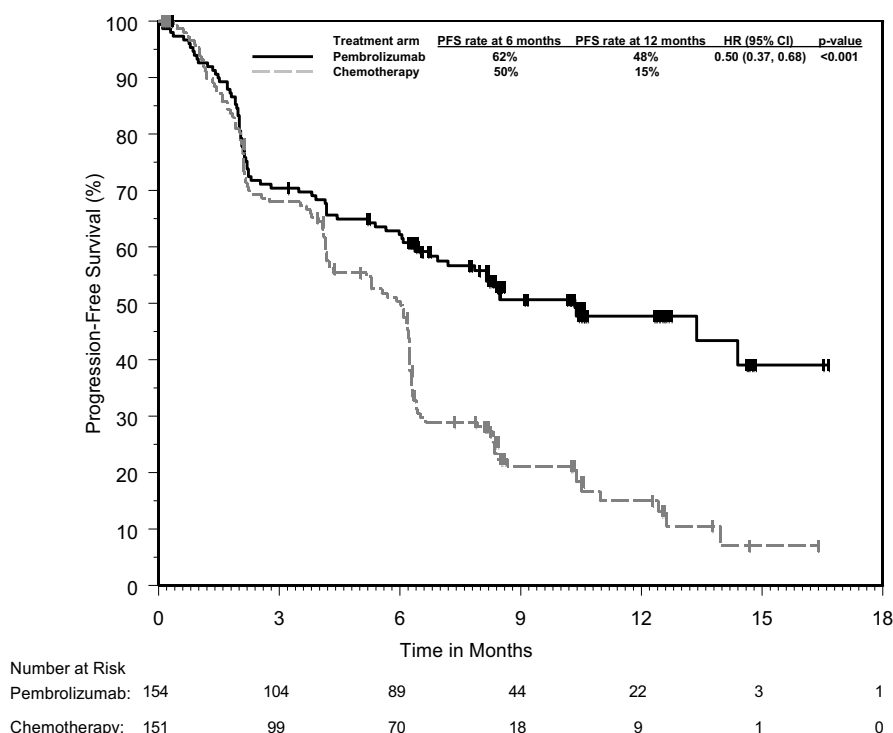 Treatment arm PFS rate at 6 months PFS rate at 12 months HR (95% CI) p-value
Pembrolizumab 62% 48% 0.50 (0.37, 0.68) <0.001
Chemotherapy 50% 15%
100
90
80
70
60
50
40
30
20
10
0
Progression-Free Survival (%)
0 3 6 9 12 15 18
Time in Months
Number at Risk
Pembrolizumab: 154 104 89 44 22 3 1
Chemotherapy: 151 99 70 18 9 1 0